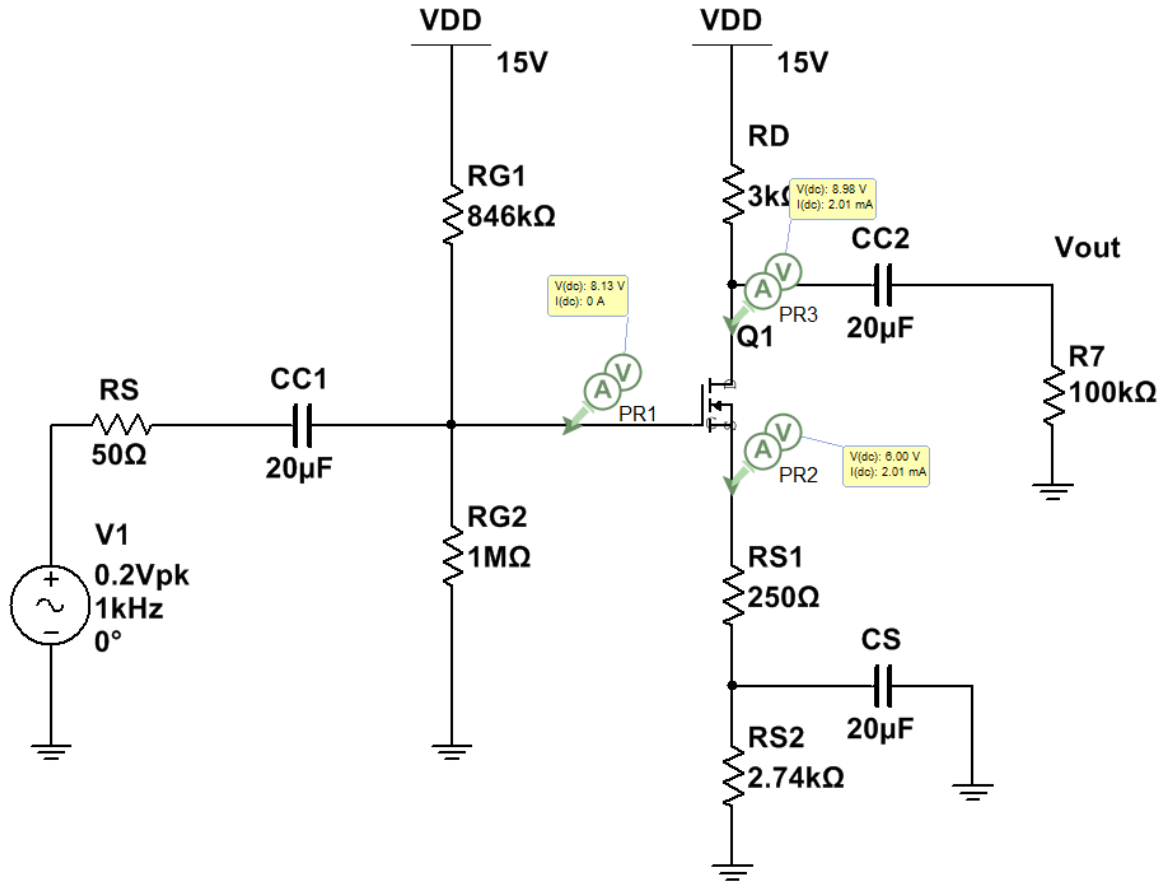 VDD
15V
VDD
15V
RD
3kΩ
V(dc): 8.98 V
I(dc): 2.01 mA
RG1
846kΩ
CC2
20µF
Vout
V(dc): 8.13 V
I(dc): 0 A
A
V
PR3
Q1
D
R7
100kΩ
RS
50Ω
CC1
20µF
A
V
PR1
G
S
A
V
PR2
V(dc): 6.00 V
I(dc): 2.01 mA
V1
0.2Vpk
1kHz
0°
RG2
1MΩ
RS1
250Ω
CS
20µF
RS2
2.74kΩ